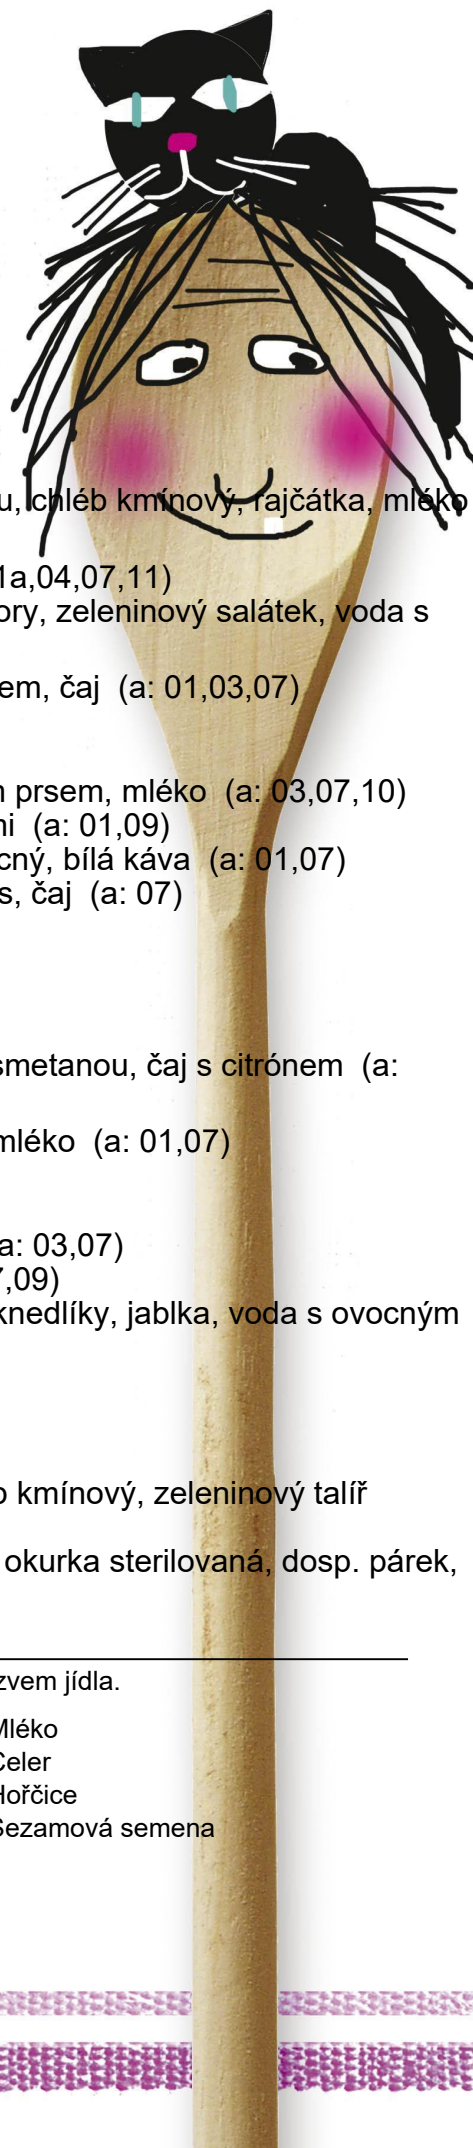 u, chléb kmínový, rajčátka, mléko
1a,04,07,11)
ory, zeleninový salátek, voda s
em, čaj (a: 01,03,07)
m prsem, mléko (a: 03,07,10)
mi (a: 01,09)
cný, bílá káva (a: 01,07)
s, čaj (a: 07)
smetanou, čaj s citrónem (a:
mléko (a: 01,07)
a: 03,07)
7,09)
knedlíky, jablka, voda s ovocným
b kmínový, zeleninový talíř
okurka sterilovaná, dosp. párek,
zvem jídla.
Mléko
Celer
Hořčice
Sezamová semena